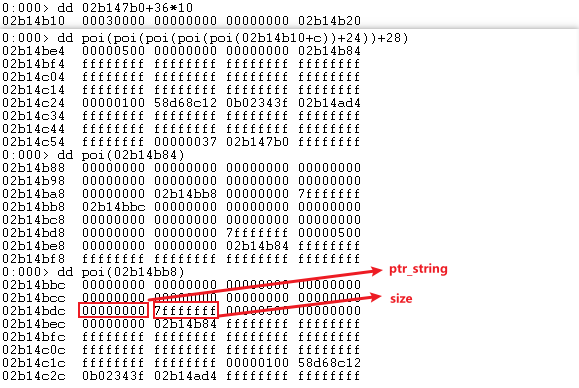 0:000> dd 02b147b0+36*10
02b14b10 00030000 00000000 00000000 02b14b20
0:000> dd poi(poi(poi(poi(02b14b10+c))+24))+28)
02b14be4 00000500 00000000 00000000 02b14b84
02b14bf4 ffffffff ffffffff ffffffff ffffffff
02b14c04 ffffffff ffffffff ffffffff ffffffff
02b14c14 ffffffff ffffffff ffffffff ffffffff
02b14c24 00000100 58d68c12 0b02343f 02b14ad4
02b14c34 ffffffff ffffffff ffffffff ffffffff
02b14c44 ffffffff ffffffff ffffffff ffffffff
02b14c54 ffffffff 00000037 02b147b0 ffffffff
0:000> dd poi(02b14b84)
02b14b88 00000000 00000000 00000000 00000000
02b14b98 00000000 00000000 00000000 00000000
02b14ba8 00000000 02b14bb8 00000000 7fffffff
02b14bb8 02b14bbc 00000000 00000000 00000000
02b14bc8 00000000 00000000 00000000 00000000
02b14bd8 00000000 00000000 7fffffff 00000500
02b14be8 00000000 00000000 02b14b84 ffffffff
02b14bf8 ffffffff ffffffff ffffffff ffffffff
0:000> dd poi(02b14bb8)
02b14bbc 00000000 00000000 00000000 00000000
02b14bcc 00000000 00000000 00000000 00000000
02b14bdc 00000000 7fffffff 00000500 00000000
02b14bec 00000000 02b14b84 ffffffff ffffffff
02b14bfc ffffffff ffffffff ffffffff ffffffff
02b14c0c ffffffff ffffffff ffffffff ffffffff
02b14c1c ffffffff ffffffff 00000100 58d68c12
02b14c2c 0b02343f 02b14ad4 ffffffff ffffffff
ptr_string
size